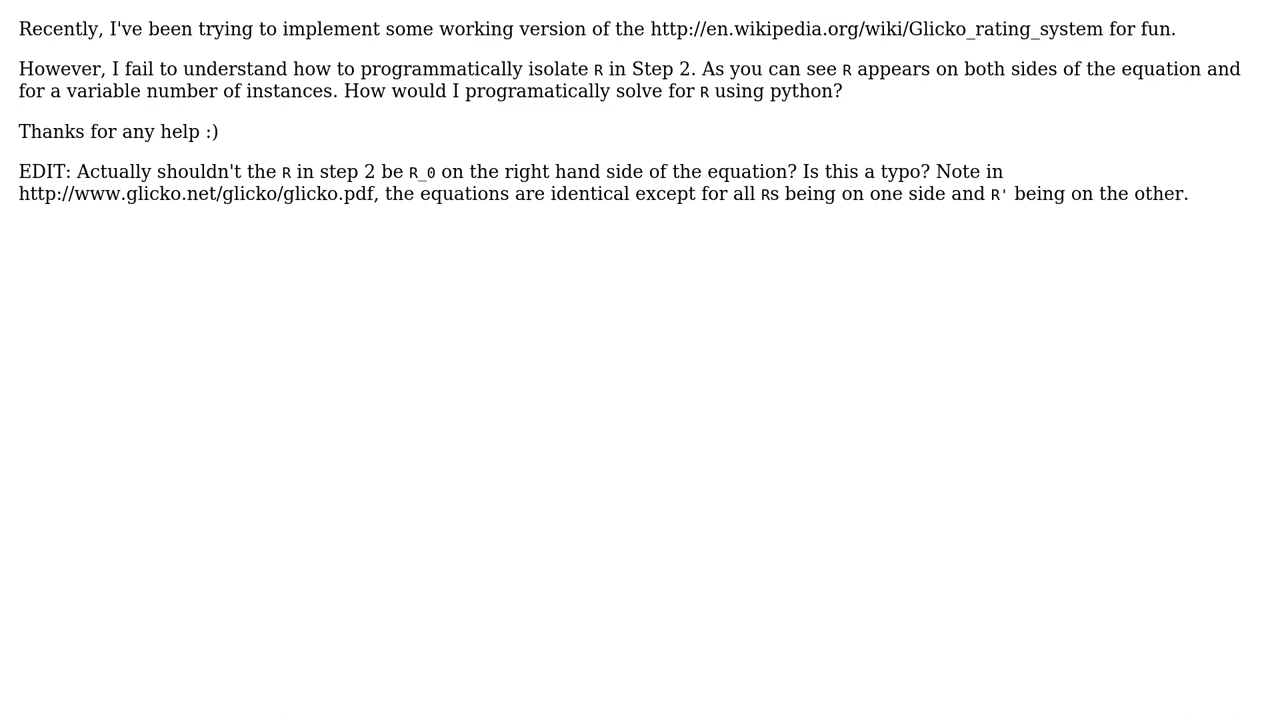 Recently, I've been trying to implement some working version of the http://en.wikipedia.org/wiki/Glicko_rating_system for fun.
However, I fail to understand how to programmatically isolate R in Step 2. As you can see R appears on both sides of the equation and
for a variable number of instances. How would I programatically solve for R using python?
Thanks for any help :)
EDIT: Actually shouldn't the R in step 2 be R_0 on the right hand side of the equation? Is this a typo? Note in
http://www.glicko.net/glicko/glicko.pdf, the equations are identical except for all Rs being on one side and R' being on the other.